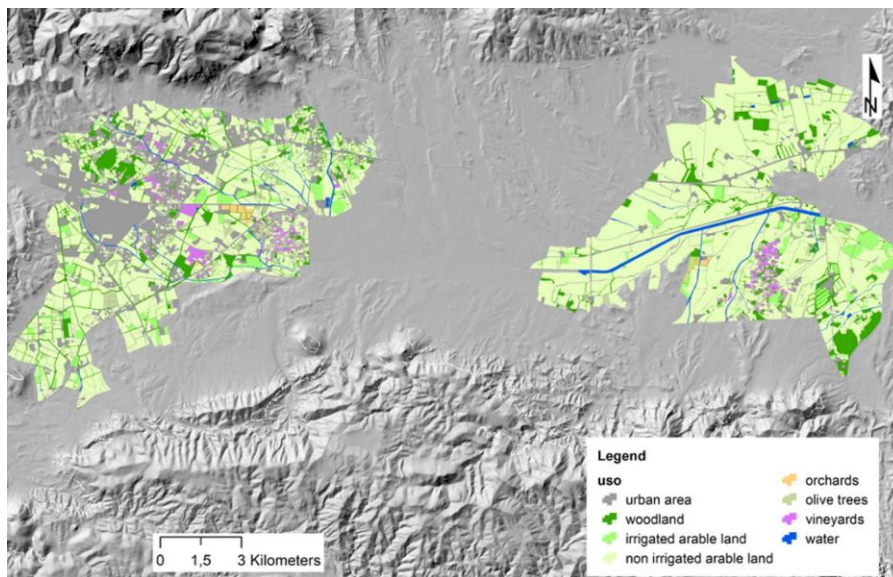 N
Legend
uso
urban area
woodland
irrigated arable land
non irrigated arable land
orchards
olive trees
vineyards
water
0 1,5 3 Kilometers